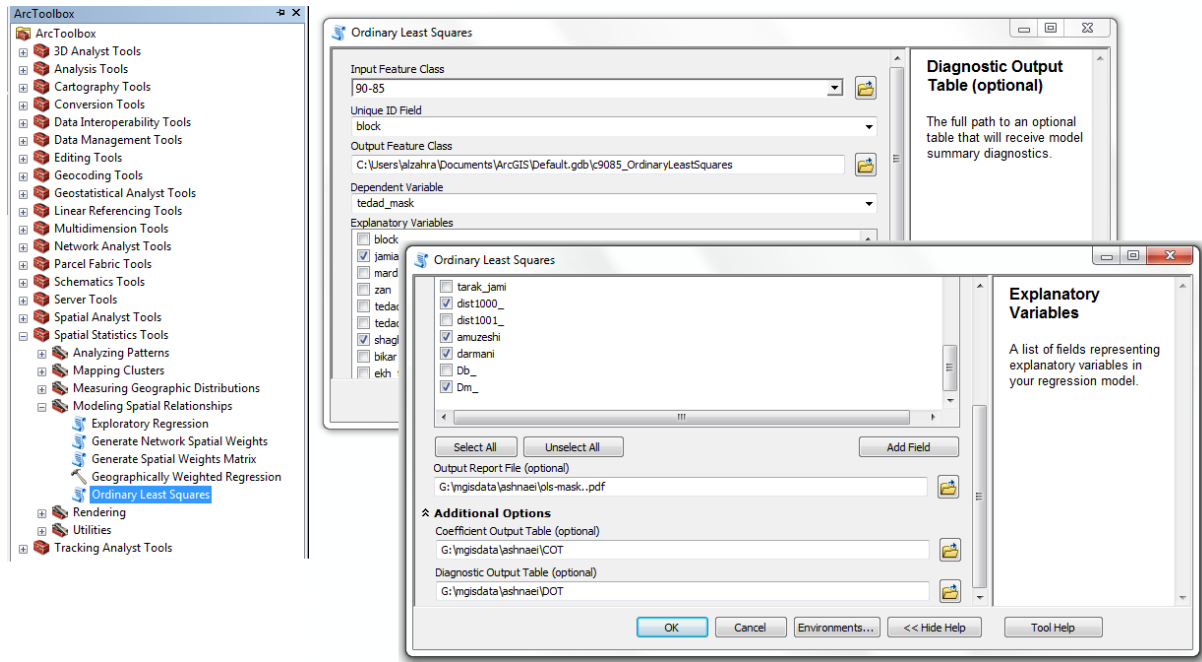 ArcToolbox
ArcToolbox
3D Analyst Tools
Analysis Tools
Cartography Tools
Conversion Tools
Data Interoperability Tools
Data Management Tools
Editing Tools
Geocoding Tools
Geostatistical Analyst Tools
Linear Referencing Tools
Multidimension Tools
Network Analyst Tools
Parcel Fabric Tools
Schematics Tools
Server Tools
Spatial Analyst Tools
Spatial Statistics Tools
Analyzing Patterns
Mapping Clusters
Measuring Geographic Distributions
Modeling Spatial Relationships
Exploratory Regression
Generate Network Spatial Weights
Generate Spatial Weights Matrix
Geographically Weighted Regression
Ordinary Least Squares
Rendering
Utilities
Tracking Analyst Tools
Ordinary Least Squares
Input Feature Class
90-85
Unique ID Field
block
Output Feature Class
C:\Users\alzahra\Documents\ArcGIS\Default.gdb\c9085_OrdinaryLeastSquares
Dependent Variable
tedad_mask
Explanatory Variables
block
jamia
mard
zan
tedad
tedad
shagl
bikar
Diagnostic Output
Table (optional)
The full path to an optional
table that will receive model
summary diagnostics.
Ordinary Least Squares
tarak_jami
dist1000_
dist1001_
amuzeshi
darmani
Db_
Dm_
Select All
Unselect All
Add Field
Output Report File (optional)
G:\mgisdata\ashnaei\ols-mask..pdf
Additional Options
Coefficient Output Table (optional)
G:\mgisdata\ashnaei\COT
Diagnostic Output Table (optional)
G:\mgisdata\ashnaei\DOT
OK
Cancel
Environments...
<< Hide Help
Tool Help
Explanatory
Variables
A list of fields representing
explanatory variables in
your regression model.